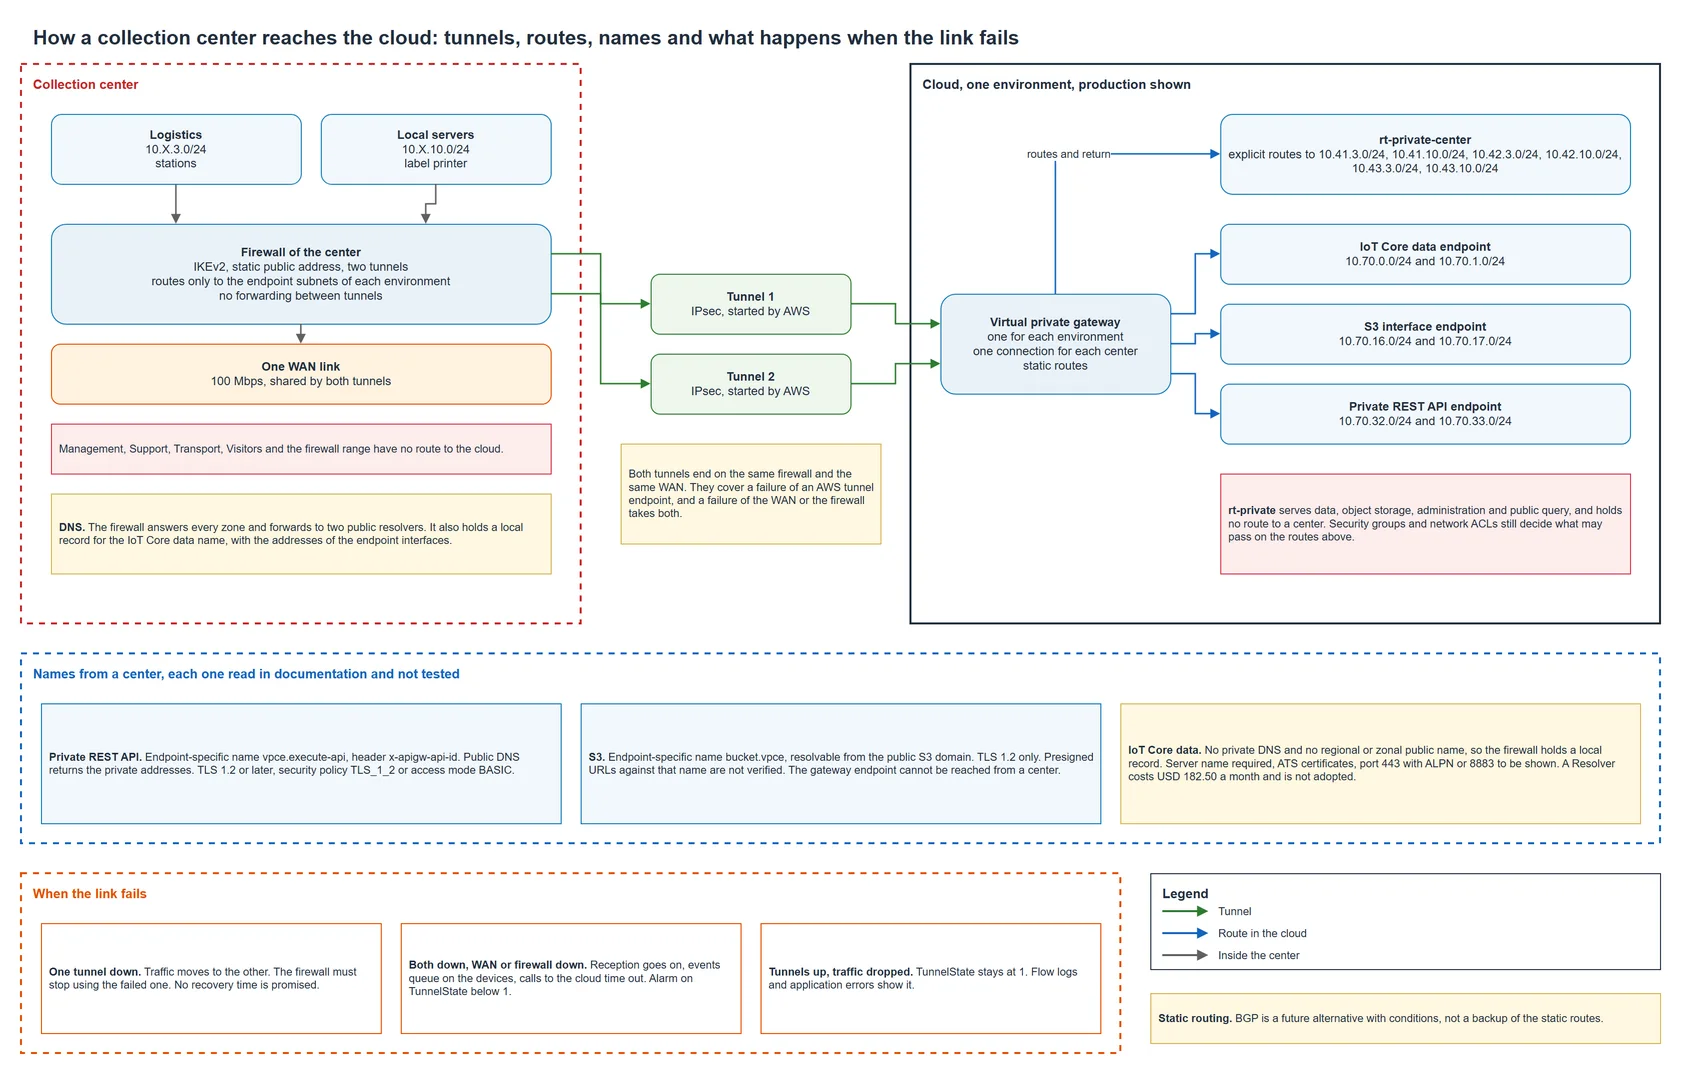 How a collection center reaches the cloud: tunnels, routes, names and what happens when the link fails
Collection center
Logistics
10.X.3.0/24
stations
Local servers
10.X.10.0/24
label printer
Firewall of the center
IKEv2, static public address, two tunnels
routes only to the endpoint subnets of each environment
no forwarding between tunnels
One WAN link
100 Mbps, shared by both tunnels
Management, Support, Transport, Visitors and the firewall range have no route to the cloud.
DNS. The firewall answers every zone and forwards to two public resolvers. It also holds a local
record for the IoT Core data name, with the addresses of the endpoint interfaces.
Tunnel 1
IPsec, started by AWS
Tunnel 2
IPsec, started by AWS
Both tunnels end on the same firewall and the
same WAN. They cover a failure of an AWS tunnel
endpoint, and a failure of the WAN or the firewall
takes both.
Cloud, one environment, production shown
routes and return
Virtual private gateway
one for each environment
one connection for each center
static routes
rt-private-center
explicit routes to 10.41.3.0/24, 10.41.10.0/24, 10.42.3.0/24, 10.42.10.0/24,
10.43.3.0/24, 10.43.10.0/24
IoT Core data endpoint
10.70.0.0/24 and 10.70.1.0/24
S3 interface endpoint
10.70.16.0/24 and 10.70.17.0/24
Private REST API endpoint
10.70.32.0/24 and 10.70.33.0/24
rt-private serves data, object storage, administration and public query, and holds
no route to a center. Security groups and network ACLs still decide what may
pass on the routes above.
Names from a center, each one read in documentation and not tested
Private REST API. Endpoint-specific name vpce.execute-api, header x-apigw-api-id. Public DNS
returns the private addresses. TLS 1.2 or later, security policy TLS_1_2 or access mode BASIC.
S3. Endpoint-specific name bucket.vpce, resolvable from the public S3 domain. TLS 1.2 only. Presigned
URLs against that name are not verified. The gateway endpoint cannot be reached from a center.
IoT Core data. No private DNS and no regional or zonal public name, so the firewall holds a local
record. Server name required, ATS certificates, port 443 with ALPN or 8883 to be shown. A Resolver
costs USD 182.50 a month and is not adopted.
When the link fails
One tunnel down. Traffic moves to the other. The firewall must
stop using the failed one. No recovery time is promised.
Both down, WAN or firewall down. Reception goes on, events
queue on the devices, calls to the cloud time out. Alarm on
TunnelState below 1.
Tunnels up, traffic dropped. TunnelState stays at 1. Flow logs
and application errors show it.
Legend
Tunnel
Route in the cloud
Inside the center
Static routing. BGP is a future alternative with conditions, not a backup of the static routes.